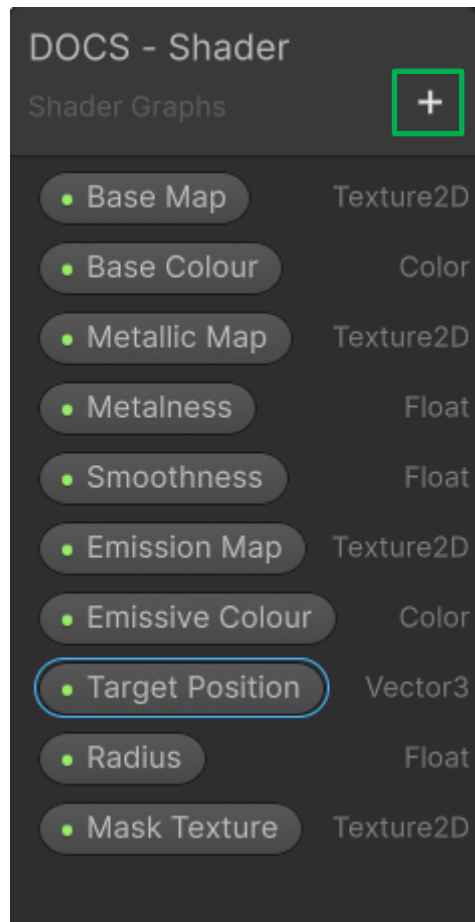 DOCS - Shader
Shader Graphs
+
Base Map Texture2D
Base Colour Color
Metallic Map Texture2D
Metalness Float
Smoothness Float
Emission Map Texture2D
Emissive Colour Color
Target Position Vector3
Radius Float
Mask Texture Texture2D